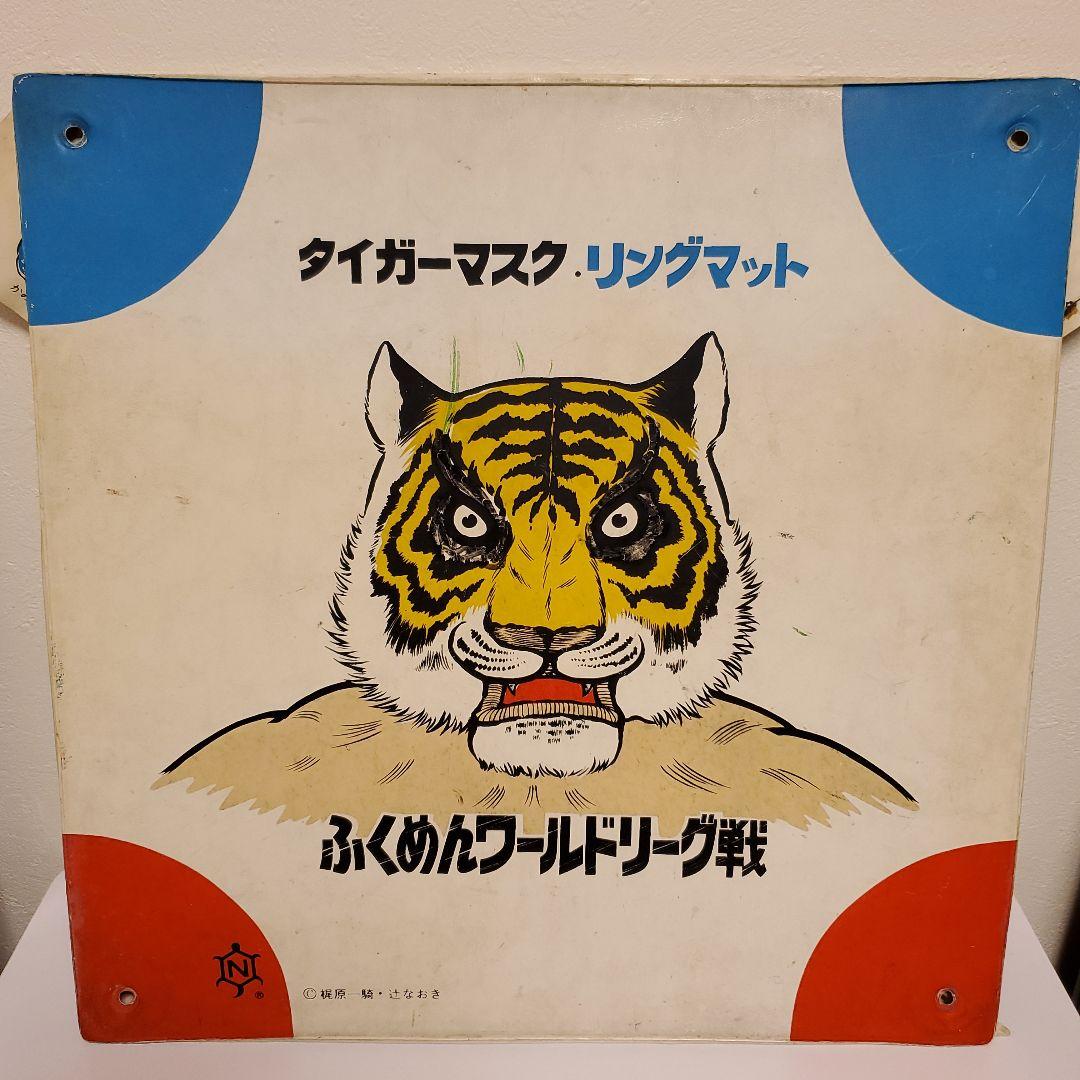 タイガーマスク・リングマット
ふくめんワールドリーグ戦
N
®
©梶原一騎・辻なおき